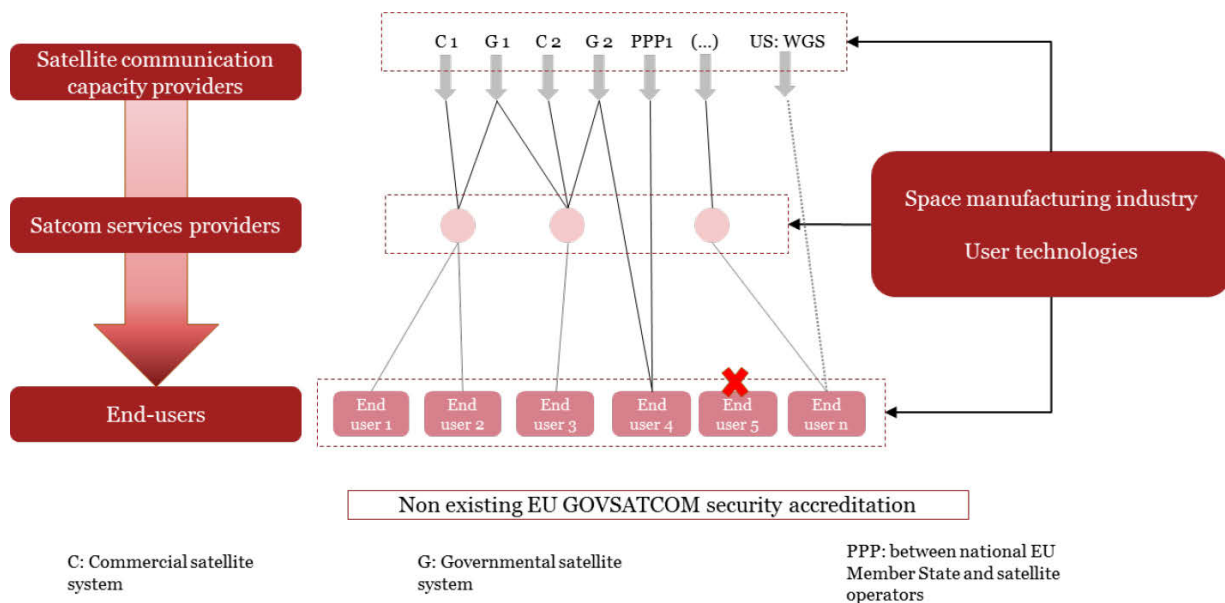 C 1 G 1 C 2 G 2 PPP1 (...) US: WGS
Satellite communication
capacity providers
Satcom services providers
Space manufacturing industry
User technologies
End-users
End
user 1
End
user 2
End
user 3
End
user 4
End
user 5
End
user n
Non existing EU GOVSATCOM security accreditation
C: Commercial satellite
system
G: Governmental satellite
system
PPP: between national EU
Member State and satellite
operators